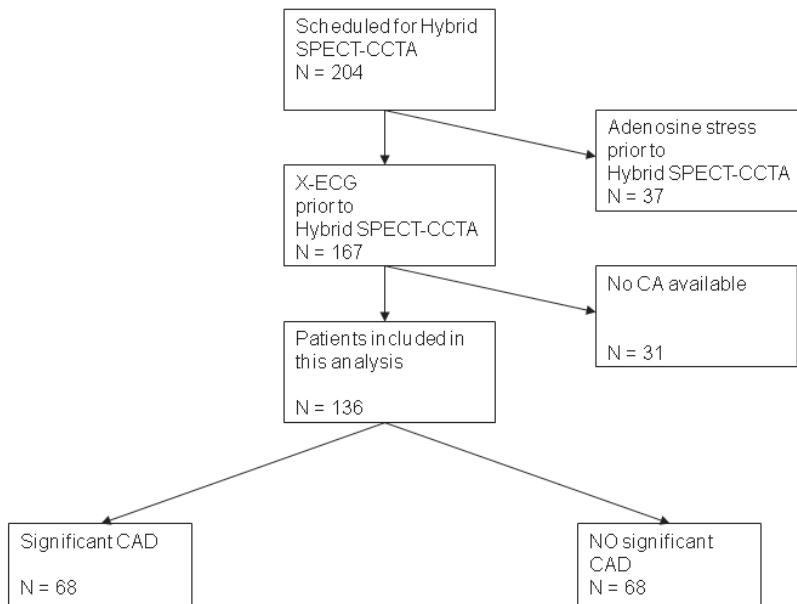 Scheduled for Hybrid
SPECT-CCTA
N = 204
Adenosine stress
prior to
Hybrid SPECT-CCTA
N = 37
X-ECG
prior to
Hybrid SPECT-CCTA
N = 167
No CA available
N = 31
Patients included in
this analysis
N = 136
Significant CAD
N = 68
NO significant
CAD
N = 68